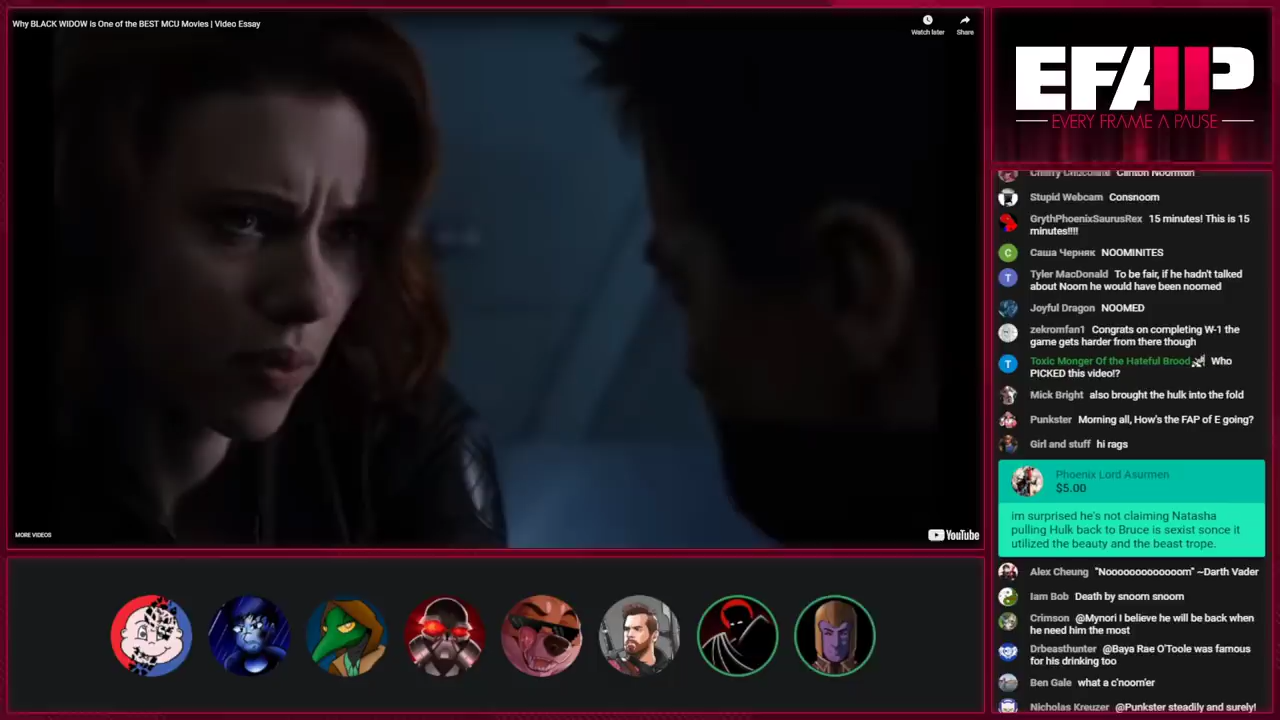 Why BLACK WIDOW is One of the BEST MCU Movies | Video Essay
Watch later
Share
MORE VIDEOS
YouTube
EFAP
EVERY FRAME A PAUSE
Clinton Noomton
Stupid Webcam Consnoom
GrythPhoenixSaurusRex 15 minutes! This is 15
minutes!!!!
C
Саша Черняк NOOMINITES
T
Tyler MacDonald To be fair, if he hadn't talked
about Noom he would have been noomed
Joyful Dragon NOOMED
zekromfan1 Congrats on completing W-1 the
game gets harder from there though
T
Toxic Monger Of the Hateful Brood Who
PICKED this video!?
Mick Bright also brought the hulk into the fold
Punkster Morning all, How's the FAP of E going?
Girl and stuff hi rags
Phoenix Lord Asurmen
$5.00
im surprised he's not claiming Natasha
pulling Hulk back to Bruce is sexist sonce it
utilized the beauty and the beast trope.
Alex Cheung "Noooooooooooom" ~Darth Vader
Iam Bob Death by snoom snoom
Crimson @Mynori I believe he will be back when
he need him the most
Drbeasthunter @Baya Rae O'Toole was famous
for his drinking too
Ben Gale what a c'noom'er
Nicholas Kreuzer @Punkster steadily and surely!